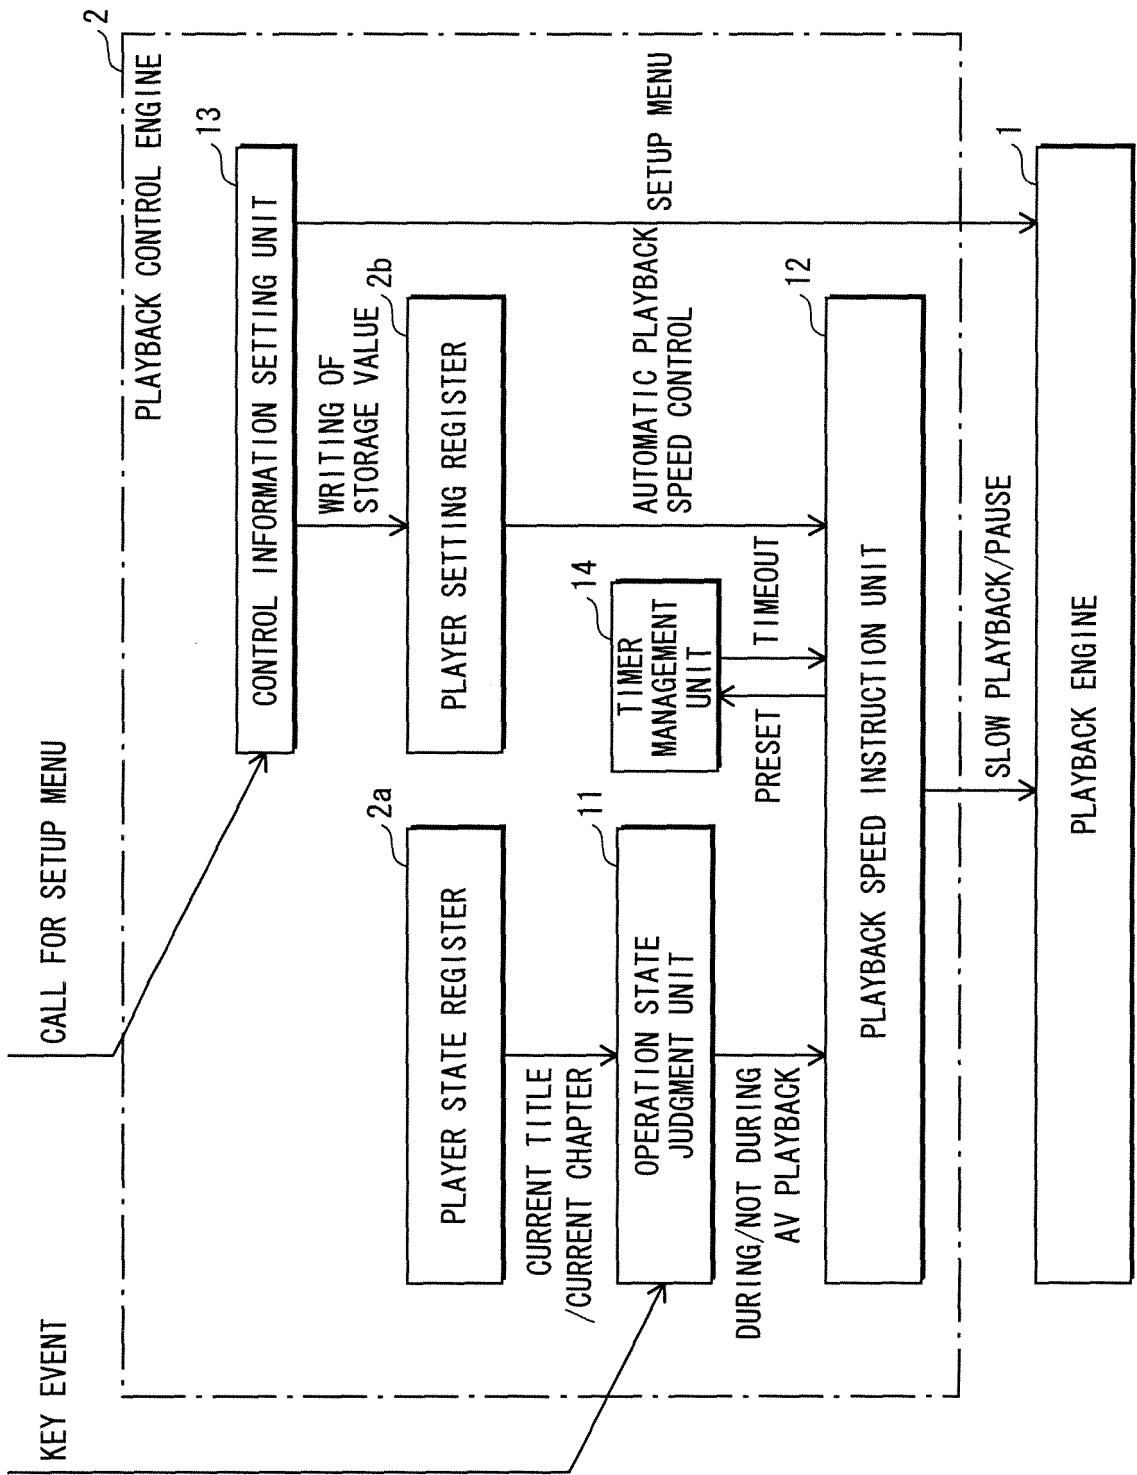 KEY EVENT
CALL FOR SETUP MENU
2
PLAYBACK CONTROL ENGINE
13
CONTROL INFORMATION SETTING UNIT
WRITING OF
STORAGE VALUE
2a
PLAYER STATE REGISTER
2b
PLAYER SETTING REGISTER
CURRENT TITLE
/CURRENT CHAPTER
11
OPERATION STATE
JUDGMENT UNIT
14
TIMER
MANAGEMENT
UNIT
AUTOMATIC PLAYBACK
SPEED CONTROL
SETUP MENU
DURING/NOT DURING
AV PLAYBACK
PRESET
TIMEOUT
12
PLAYBACK SPEED INSTRUCTION UNIT
SLOW PLAYBACK/PAUSE
1
PLAYBACK ENGINE